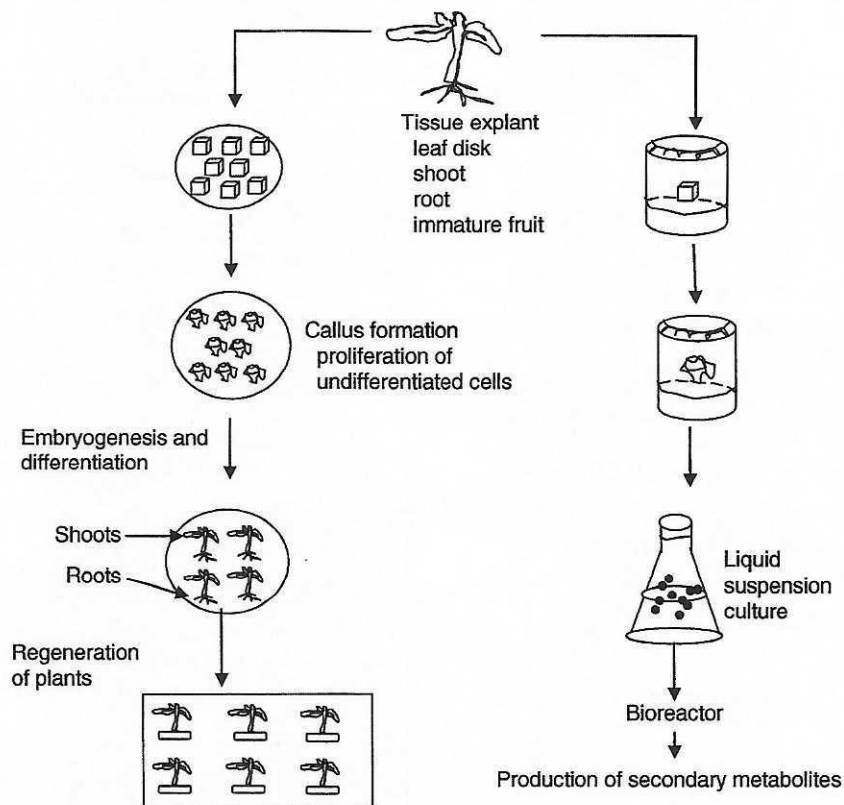 Tissue explant
leaf disk
shoot
root
immature fruit
Callus formation
proliferation of
undifferentiated cells
Embryogenesis and
differentiation
Shoots
Roots
Regeneration
of plants
Liquid
suspension
culture
Bioreactor
Production of secondary metabolites